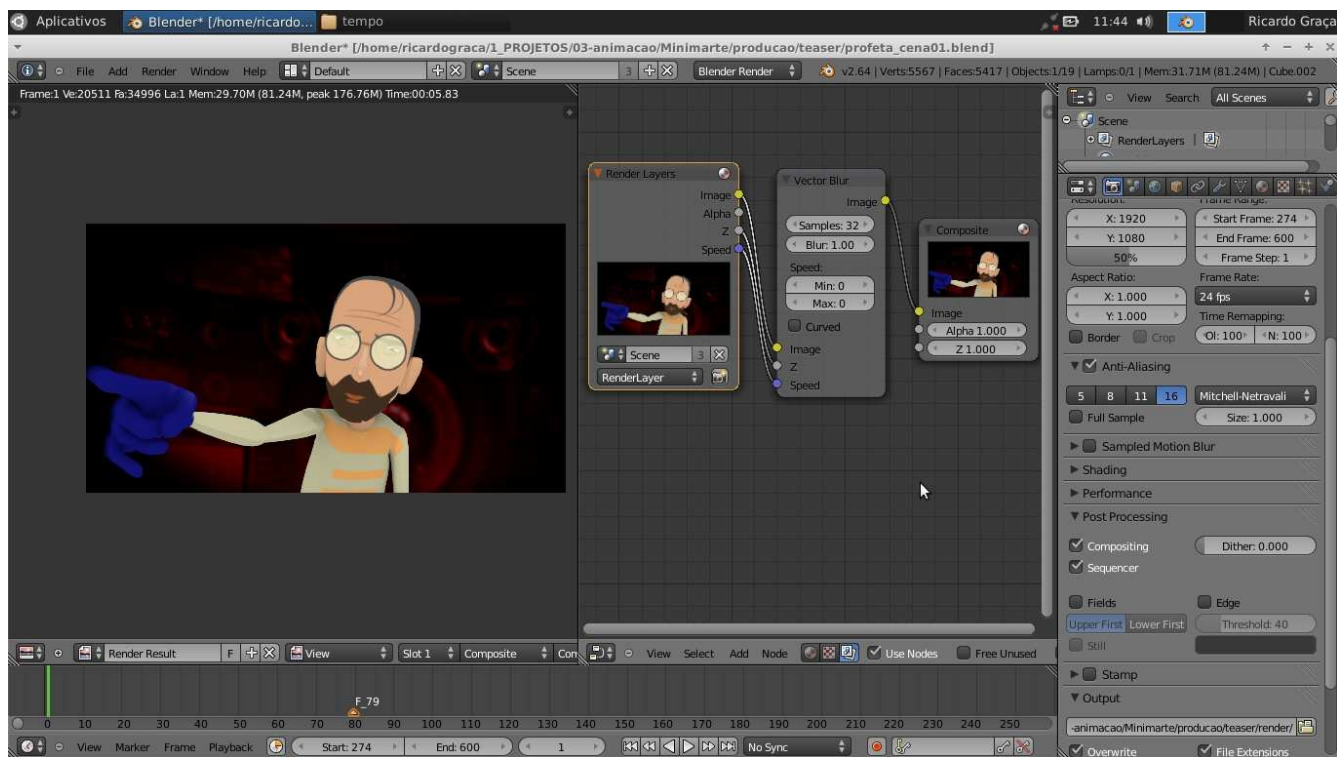 Aplicativos Blender* [/home/ricardo... tempo 11:44 Ricardo Graça
Blender* [/home/ricardograca/1_PROJETOS/03-animacao/Minimarte/producao/teaser/profeta_cena01.blend]
File Add Render Window Help Default Scene 3 Blender Render v2.64 | Verts:5567 | Faces:5417 | Objects:1/19 | Lamps:0/1 | Mem:31.71M (81.24M) | Cube.002
Frame:1 Ve:20511 Fa:34996 La:1 Mem:29.70M (81.24M, peak 176.76M) Time:00:05.83
Render Layers
Image
Alpha
Z
Speed
Scene 3
RenderLayer
Vector Blur
Image
Samples: 32
Blur: 1.00
Speed:
Min: 0
Max: 0
Curved
Image
Z
Speed
Composite
Image
Alpha 1.000
Z 1.000
View Search All Scenes
Scene
RenderLayers
Resolution: Frame Range:
X: 1920 Start Frame: 274
Y: 1080 End Frame: 600
50% Frame Step: 1
Aspect Ratio: Frame Rate:
X: 1.000 24 fps
Y: 1.000 Time Remapping:
Border Crop OI: 100 N: 100
Anti-Aliasing
5 8 11 16 Mitchell-Netravali
Full Sample Size: 1.000
Sampled Motion Blur
Shading
Performance
Post Processing
Compositing Dither: 0.000
Sequencer
Fields Edge
Upper First Lower First Threshold: 40
Still
Stamp
Output
-animacao/Minimarte/producao/teaser/render/
Overwrite File Extensions
Render Result F View Slot 1 Composite Con
View Select Add Node Use Nodes Free Unused
F_79
0 10 20 30 40 50 60 70 80 90 100 110 120 130 140 150 160 170 180 190 200 210 220 230 240 250
View Marker Frame Playback Start: 274 End: 600 1 No Sync